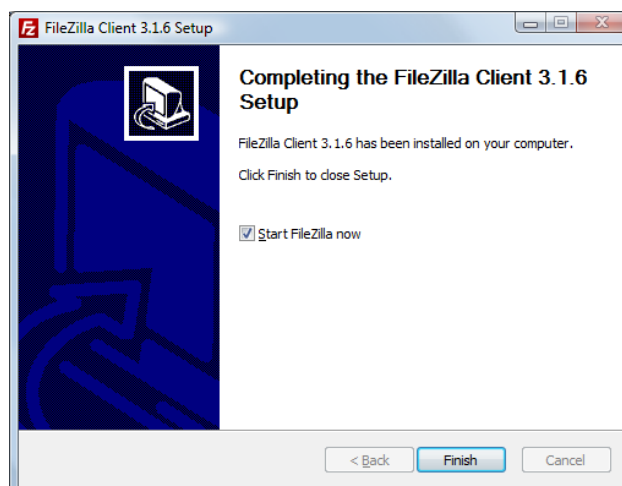 FileZilla Client 3.1.6 Setup
Completing the FileZilla Client 3.1.6
Setup
FileZilla Client 3.1.6 has been installed on your computer.
Click Finish to close Setup.
Start FileZilla now
< Back Finish Cancel